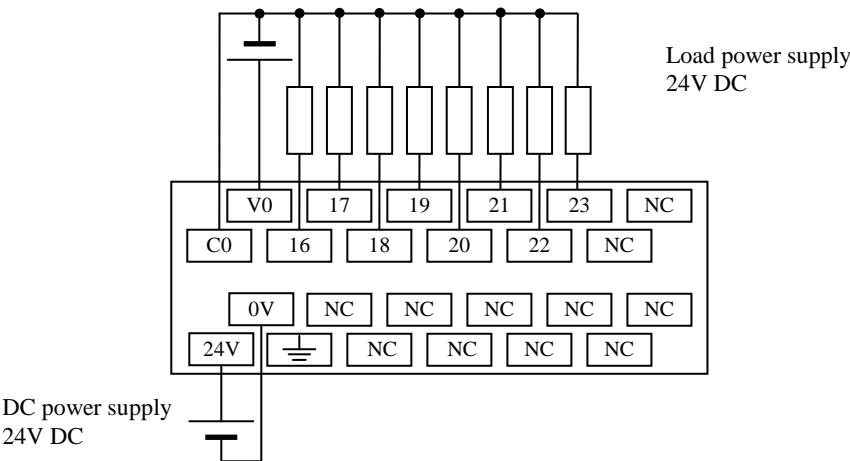 Load power supply
24V DC
V0 17 19 21 23 NC
C0 16 18 20 22 NC
0V NC NC NC NC NC
24V NC NC NC NC
DC power supply
24V DC